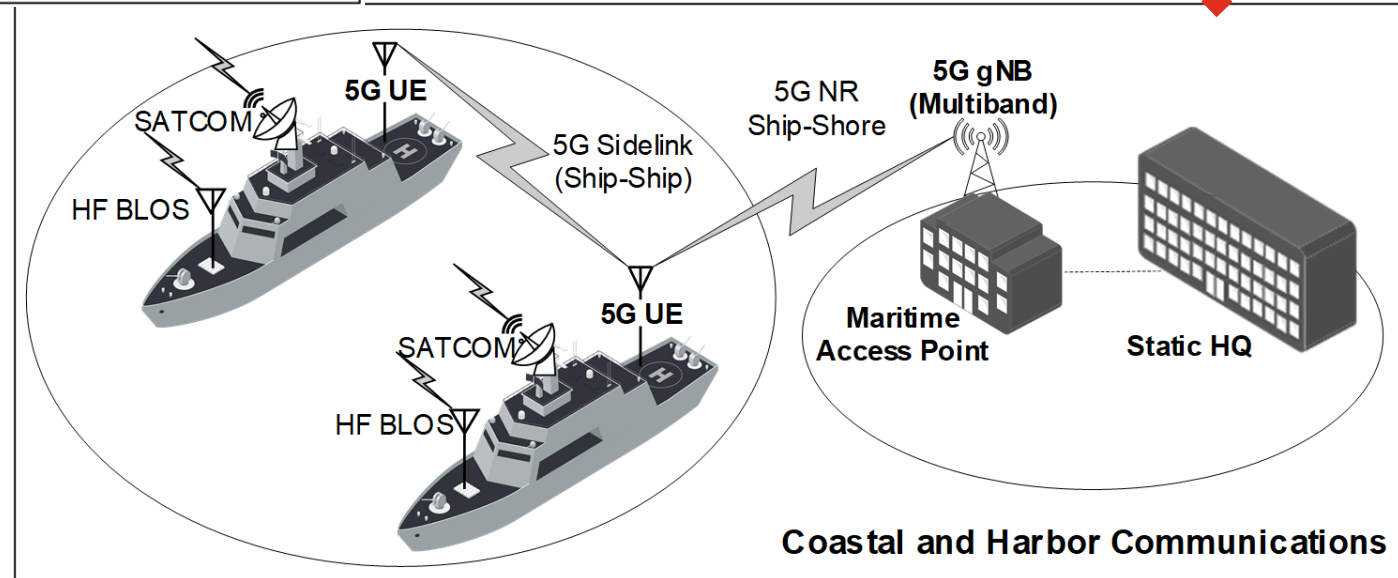 5G UE
SATCOM
HF BLOS
5G Sidelink
(Ship-Ship)
5G NR
Ship-Shore
5G gNB
(Multiband)
H
5G UE
SATCOM
HF BLOS
H
Maritime
Access Point
Static HQ
Coastal and Harbor Communications